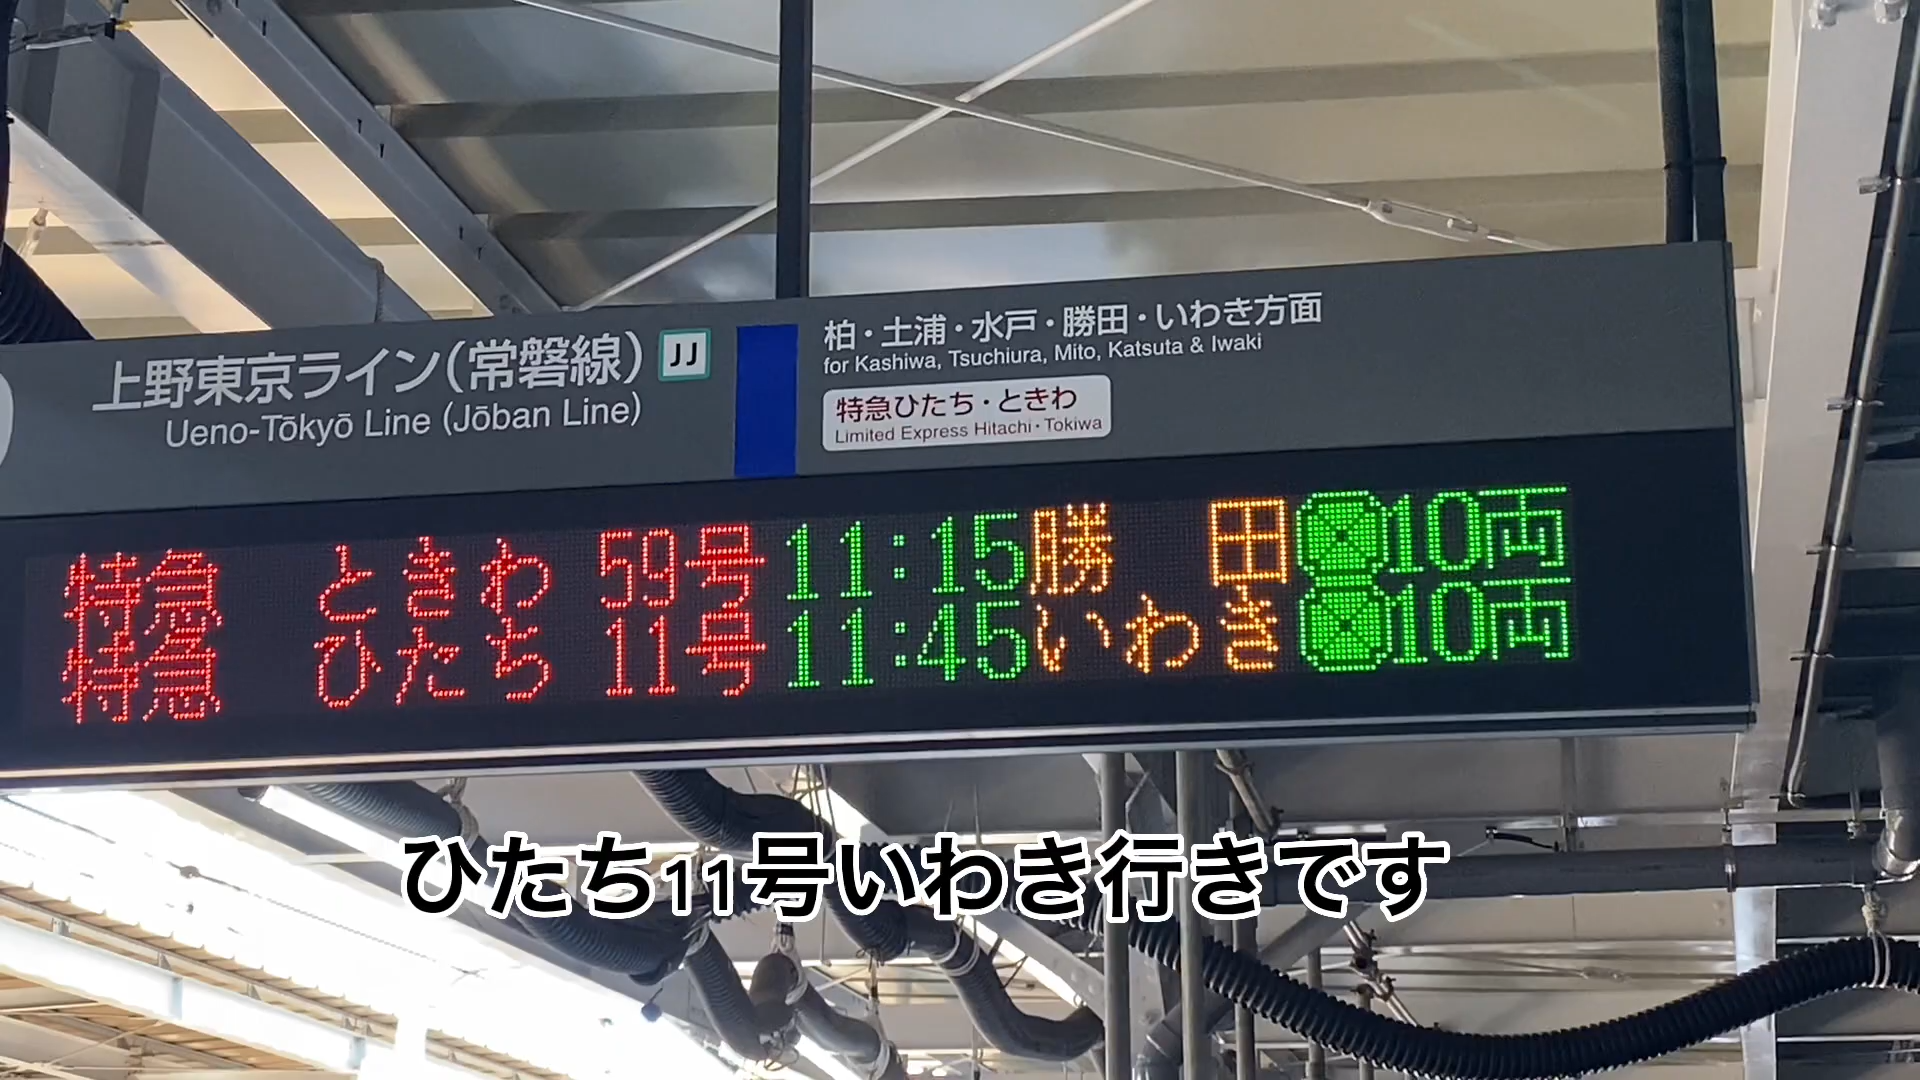 上野東京ライン(常磐線) JJ
Ueno-Tōkyō Line (Jōban Line)
柏・土浦・水戸・勝田・いわき方面
for Kashiwa, Tsuchiura, Mito, Katsuta & Iwaki
特急ひたち・ときわ
Limited Express Hitachi・Tokiwa
特急 ときわ 59号 11:15 勝 田 10両
特急 ひたち 11号 11:45 いわき 10両
ひたち11号いわき行きです